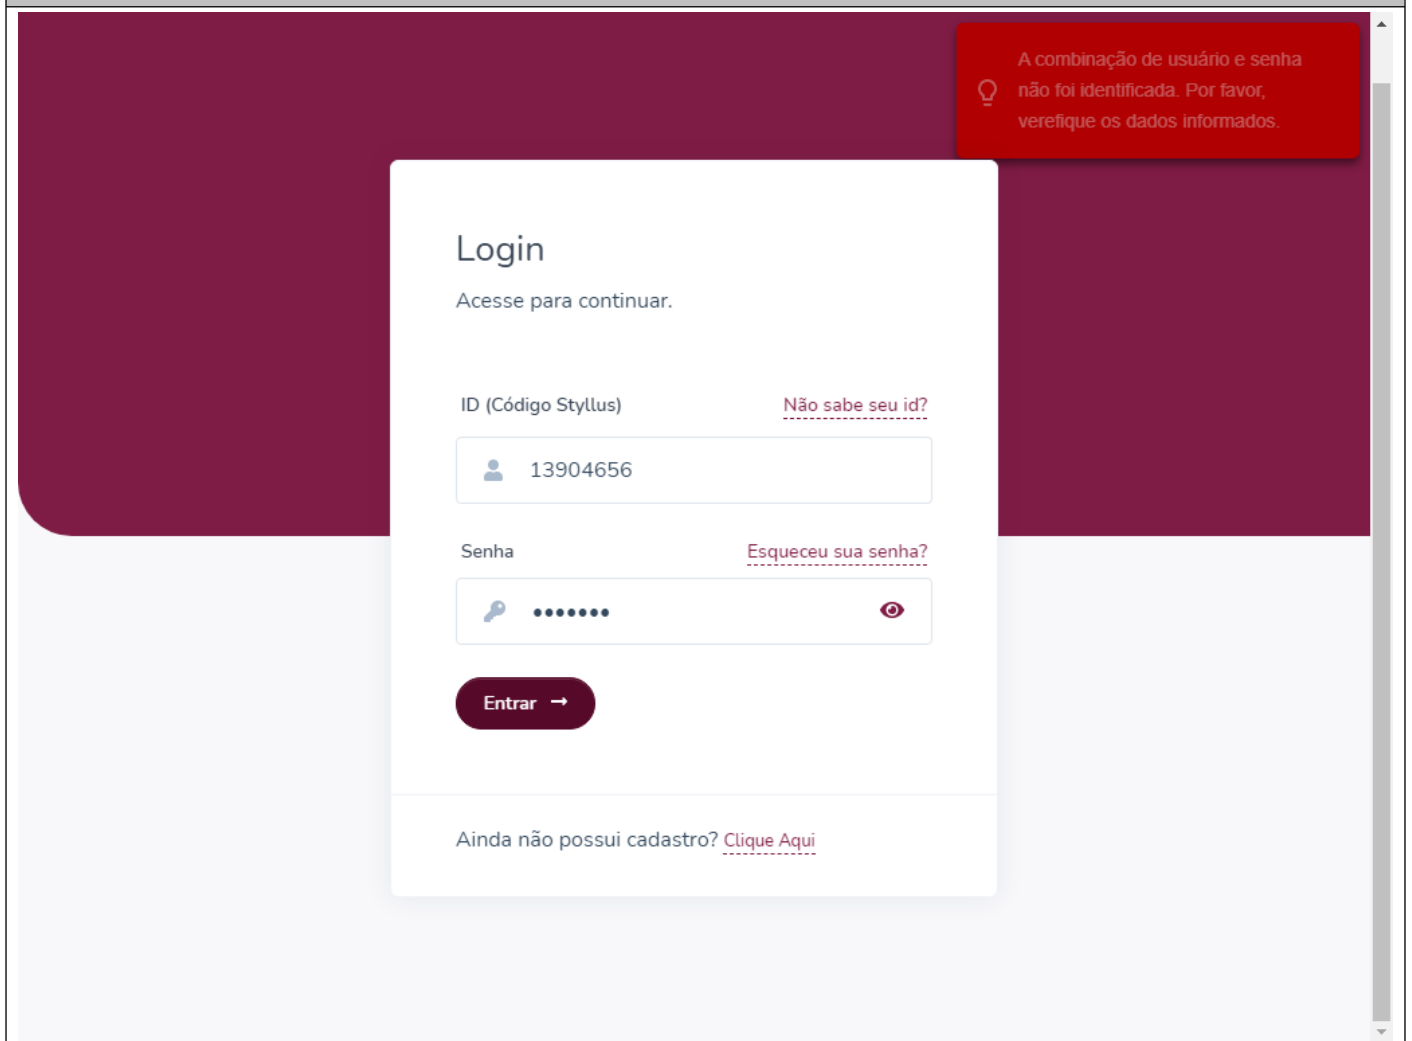 A combinação de usuário e senha
não foi identificada. Por favor,
verefique os dados informados.
Login
Acesse para continuar.
ID (Código Styllus) Não sabe seu id?
13904656
Senha Esqueceu sua senha?
•••••••
Entrar →
Ainda não possui cadastro? Clique Aqui